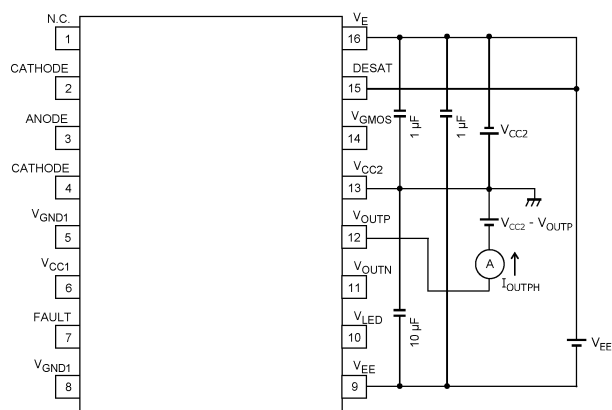 N.C.
1
CATHODE
2
ANODE
3
CATHODE
4
VGND1
5
VCC1
6
FAULT
7
VGND1
8
VE
16
DESAT
15
VGMOS
14
VCC2
13
VOUTP
12
VOUTN
11
VLED
10
VEE
9
1 µF
1 µF
VCC2
VCC2 - VOUTP
A
IOUTPH
10 µF
VEE